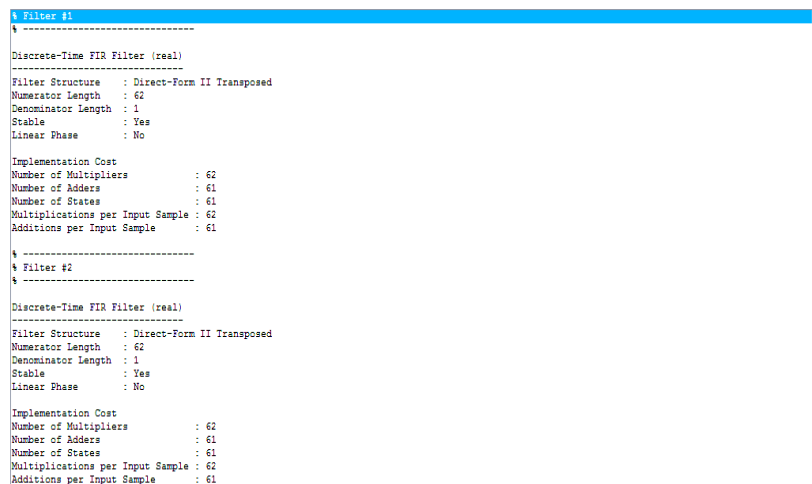 % Filter #1
% -------------------------------
Discrete-Time FIR Filter (real)
-------------------------------
Filter Structure    : Direct-Form II Transposed
Numerator Length    : 62
Denominator Length  : 1
Stable              : Yes
Linear Phase        : No
Implementation Cost
Number of Multipliers            : 62
Number of Adders                 : 61
Number of States                 : 61
Multiplications per Input Sample : 62
Additions per Input Sample       : 61
% -------------------------------
% Filter #2
% -------------------------------
Discrete-Time FIR Filter (real)
-------------------------------
Filter Structure    : Direct-Form II Transposed
Numerator Length    : 62
Denominator Length  : 1
Stable              : Yes
Linear Phase        : No
Implementation Cost
Number of Multipliers            : 62
Number of Adders                 : 61
Number of States                 : 61
Multiplications per Input Sample : 62
Additions per Input Sample       : 61